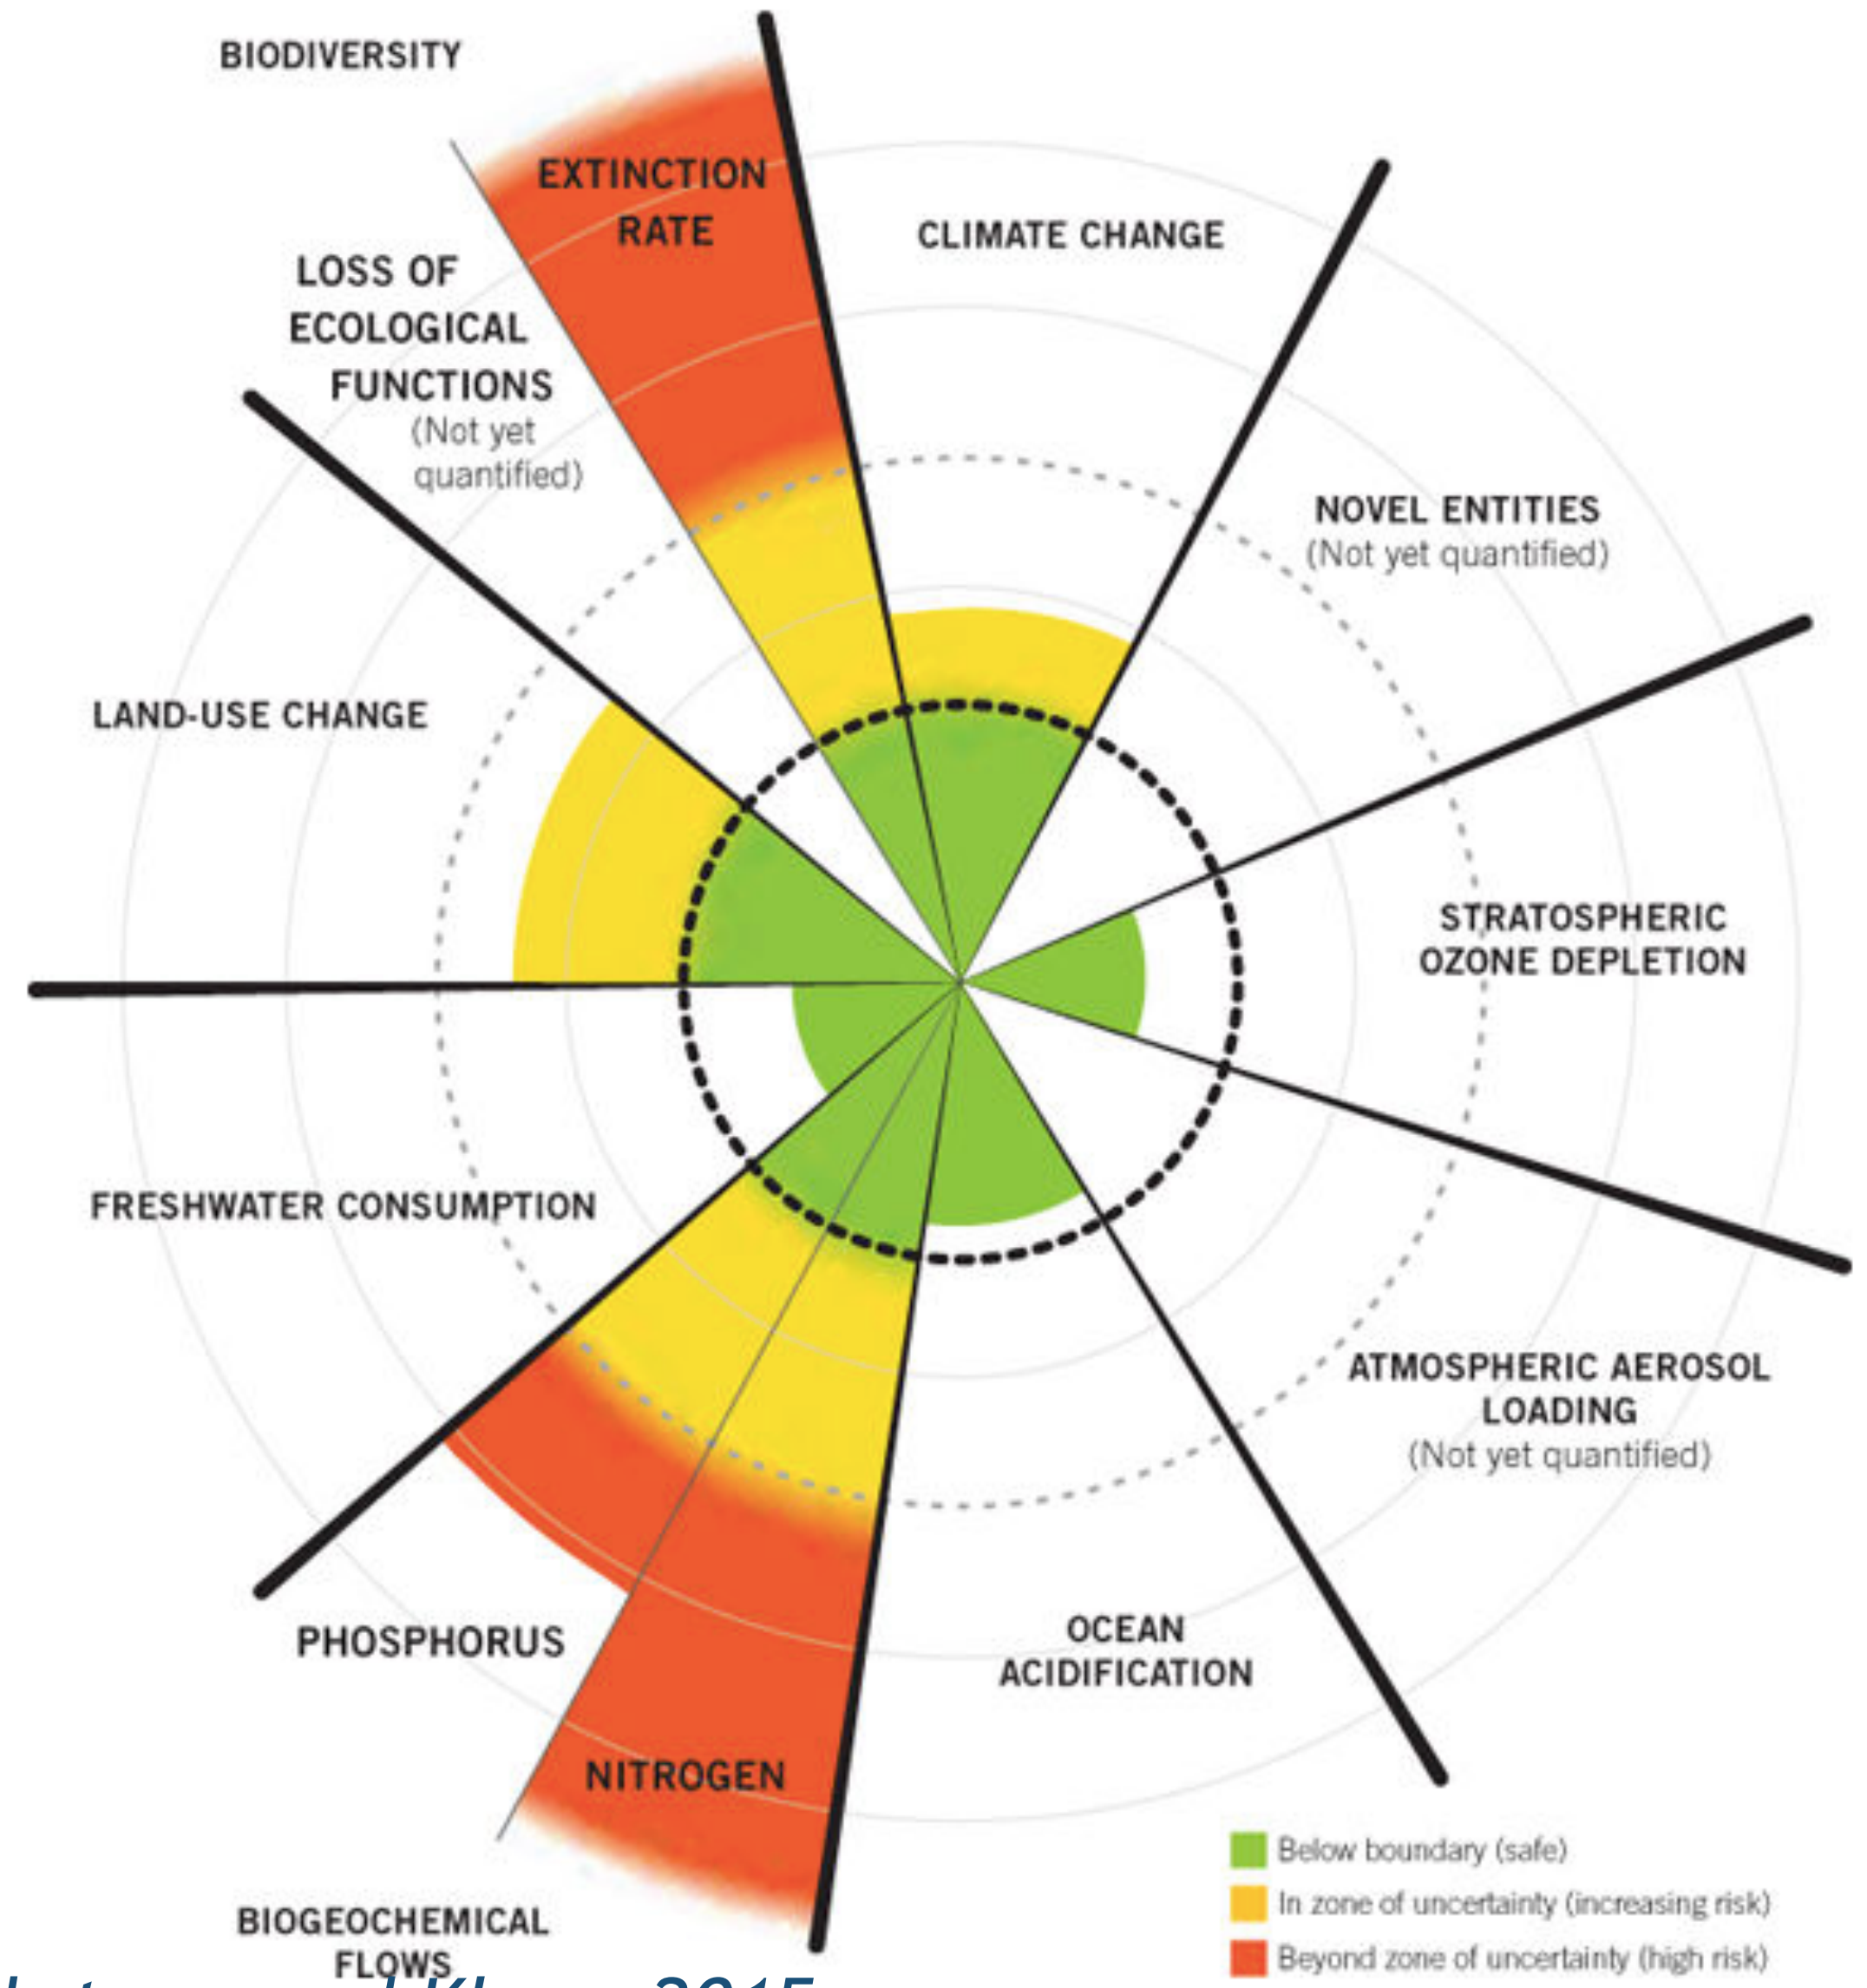 BIODIVERSITY
EXTINCTION
RATE
CLIMATE CHANGE
LOSS OF
ECOLOGICAL
FUNCTIONS
(Not yet
quantified)
NOVEL ENTITIES
(Not yet quantified)
LAND-USE CHANGE
STRATOSPHERIC
OZONE DEPLETION
FRESHWATER CONSUMPTION
ATMOSPHERIC AEROSOL
LOADING
(Not yet quantified)
PHOSPHORUS
OCEAN
ACIDIFICATION
NITROGEN
BIOGEOCHEMICAL
FLOWS
Below boundary (safe)
In zone of uncertainty (increasing risk)
Beyond zone of uncertainty (high risk)
2015